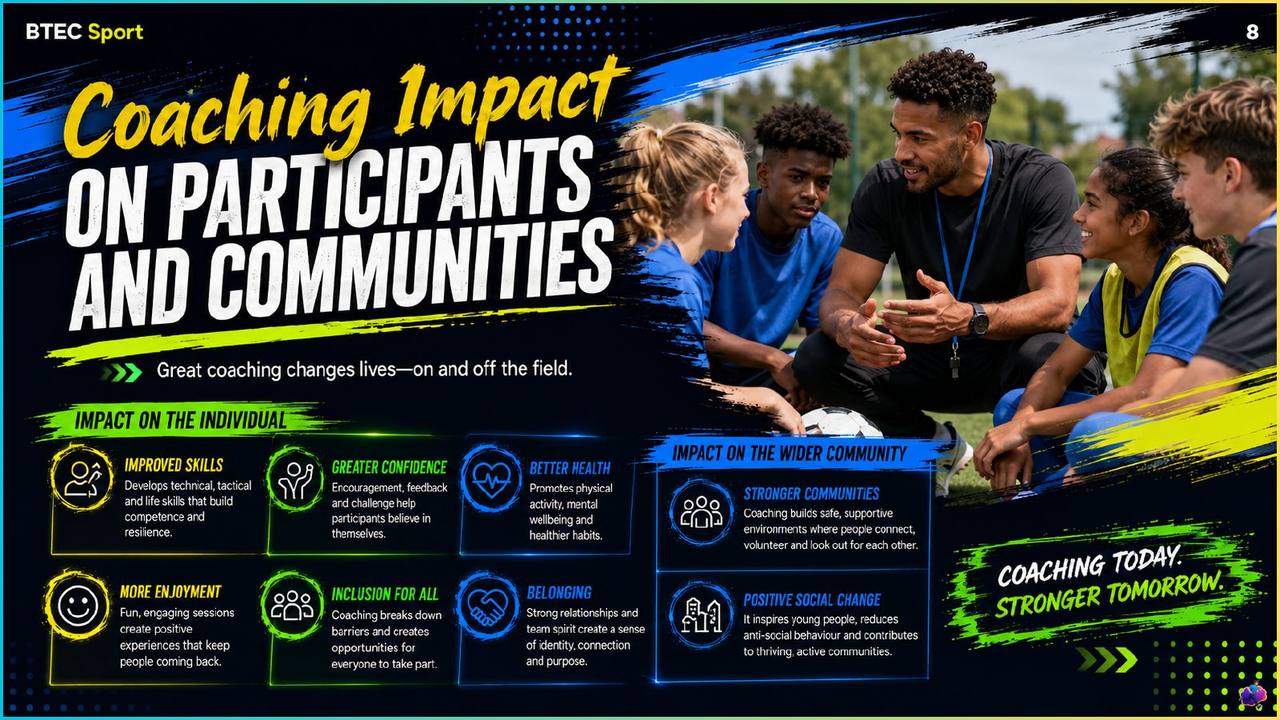 BTEC Sport
8
Coaching Impact
ON PARTICIPANTS
AND COMMUNITIES
Great coaching changes lives—on and off the field.
IMPACT ON THE INDIVIDUAL
IMPROVED SKILLS
Develops technical, tactical
and life skills that build
competence and
resilience.
GREATER CONFIDENCE
Encouragement, feedback
and challenge help
participants believe in
themselves.
BETTER HEALTH
Promotes physical
activity, mental
wellbeing and
healthier habits.
MORE ENJOYMENT
Fun, engaging sessions
create positive
experiences that keep
people coming back.
INCLUSION FOR ALL
Coaching breaks down
barriers and creates
opportunities for
everyone to take part.
BELONGING
Strong relationships and
team spirit create a sense
of identity, connection
and purpose.
IMPACT ON THE WIDER COMMUNITY
STRONGER COMMUNITIES
Coaching builds safe, supportive
environments where people connect,
volunteer and look out for each other.
POSITIVE SOCIAL CHANGE
It inspires young people, reduces
anti-social behaviour and contributes
to thriving, active communities.
COACHING TODAY.
STRONGER TOMORROW.